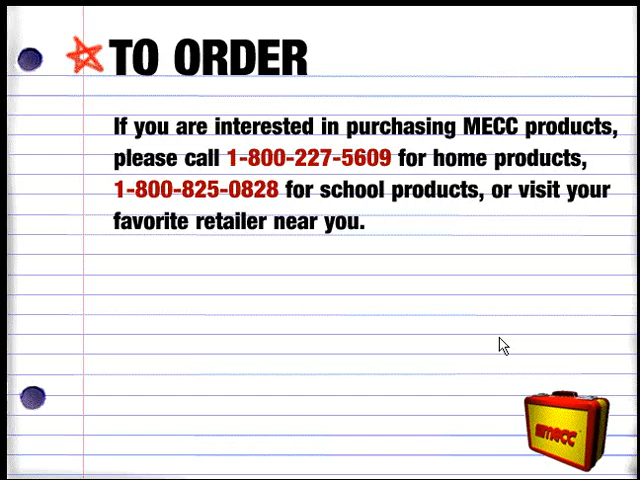 TO ORDER
If you are interested in purchasing MECC products,
please call 1-800-227-5609 for home products,
1-800-825-0828 for school products, or visit your
favorite retailer near you.
mecc